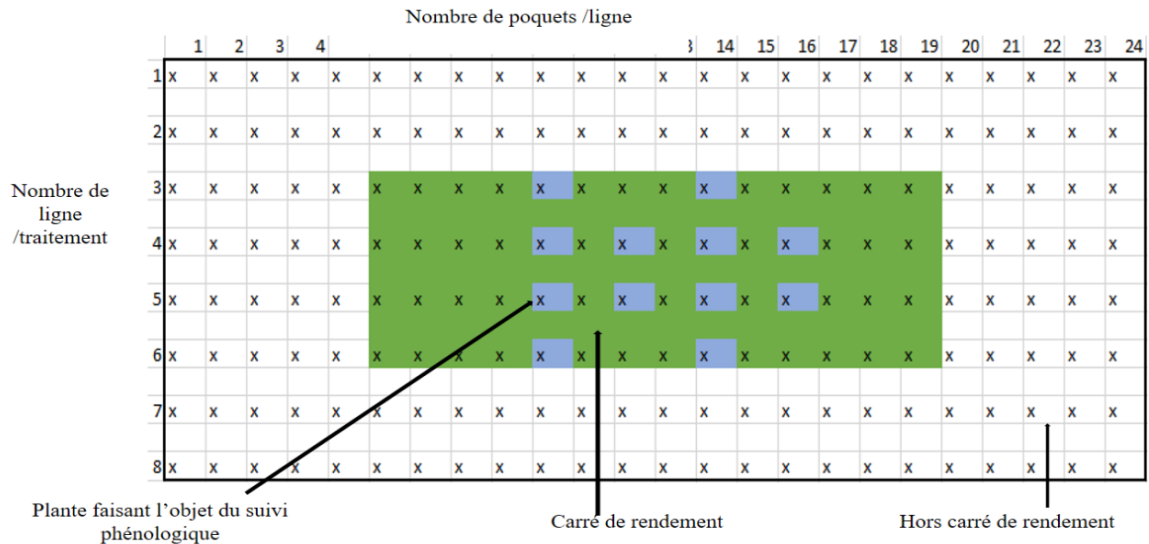 Nombre de poquets /ligne
1 2 3 4 14 15 16 17 18 19 20 21 22 23 24
1 x x x x x x x x x x x x x x x x x x x x x x x x
2 x x x x x x x x x x x x x x x x x x x x x x x x
3 x x x x x x x x x x x x x x x x x x x x x x x x
Nombre de
ligne
/traitement
4 x x x x x x x x x x x x x x x x x x x x x x x x
5 x x x x x x x x x x x x x x x x x x x x x x x x
6 x x x x x x x x x x x x x x x x x x x x x x x x
7 x x x x x x x x x x x x x x x x x x x x x x x x
8 x x x x x x x x x x x x x x x x x x x x x x x x
Plante faisant l’objet du suivi
phénologique
Carré de rendement
Hors carré de rendement